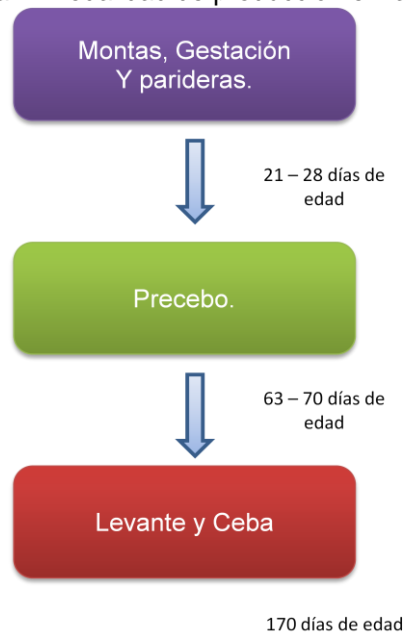 Montas, Gestación
Y parideras.
21 – 28 días de
edad
Precebo.
63 – 70 días de
edad
Levante y Ceba
170 días de edad